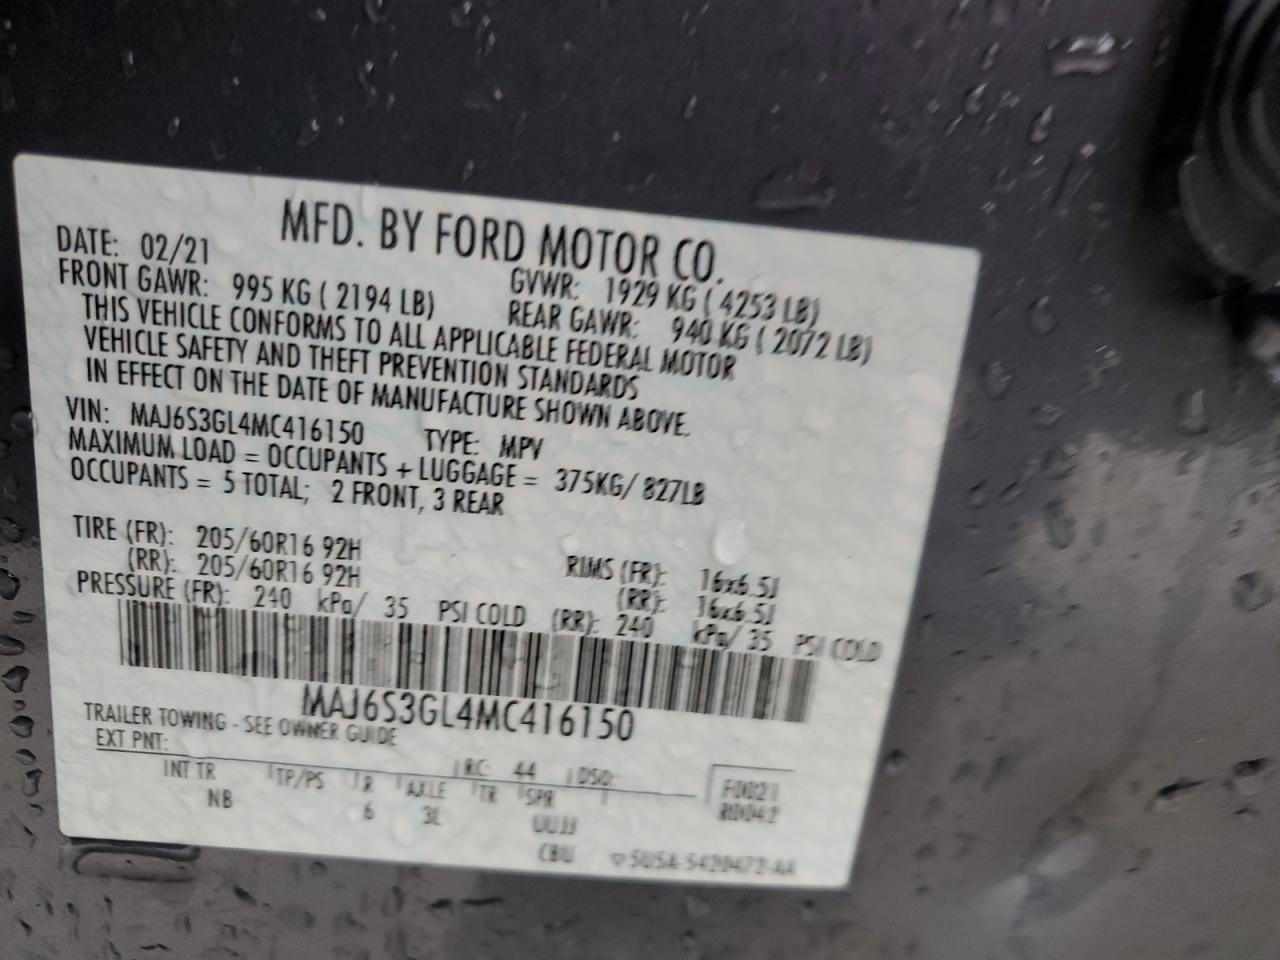 MFD. BY FORD MOTOR CO.
DATE: 02/21 GVWR: 1929 KG ( 4253 LB)
FRONT GAWR: 995 KG ( 2194 LB) REAR GAWR: 940 KG ( 2072 LB)
THIS VEHICLE CONFORMS TO ALL APPLICABLE FEDERAL MOTOR
VEHICLE SAFETY AND THEFT PREVENTION STANDARDS
IN EFFECT ON THE DATE OF MANUFACTURE SHOWN ABOVE.
VIN: MAJ6S3GL4MC416150 TYPE: MPV
MAXIMUM LOAD = OCCUPANTS + LUGGAGE = 375KG/ 827LB
OCCUPANTS = 5 TOTAL; 2 FRONT, 3 REAR
TIRE (FR): 205/60R16 92H RIMS (FR): 16x6.5J
(RR): 205/60R16 92H (RR): 16x6.5J
PRESSURE (FR): 240 kPa/ 35 PSI COLD (RR): 240 kPa/ 35 PSI COLD
MAJ6S3GL4MC416150
TRAILER TOWING - SEE OWNER GUIDE
EXT PNT: RC: 44 DSO: F0021
INT TR TP/PS R AXLE TR SPR R0042
NB 6 3L UUJJ
CBU 5U5A-5420472-AA